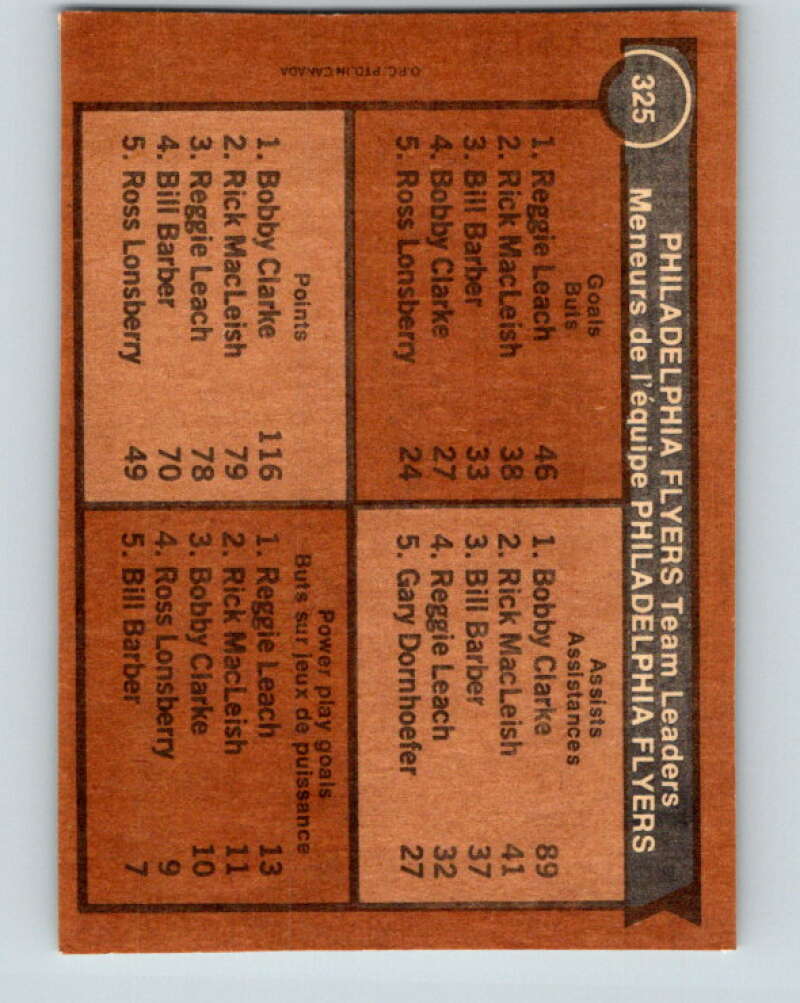 325
PHILADELPHIA FLYERS Team Leaders
Meneurs de l'équipe PHILADELPHIA FLYERS
Goals
Buts
1. Reggie Leach 46
2. Rick MacLeish 38
3. Bill Barber 33
4. Bobby Clarke 27
5. Ross Lonsberry 24
Assists
Assistances
1. Bobby Clarke 89
2. Rick MacLeish 41
3. Bill Barber 37
4. Reggie Leach 32
5. Gary Dornhoefer 27
Points
1. Bobby Clarke 116
2. Rick MacLeish 79
3. Reggie Leach 78
4. Bill Barber 70
5. Ross Lonsberry 49
Power play goals
Buts sur jeux de puissance
1. Reggie Leach 13
2. Rick MacLeish 11
3. Bobby Clarke 10
4. Ross Lonsberry 9
5. Bill Barber 7
O.P.C. PTD. IN CANADA